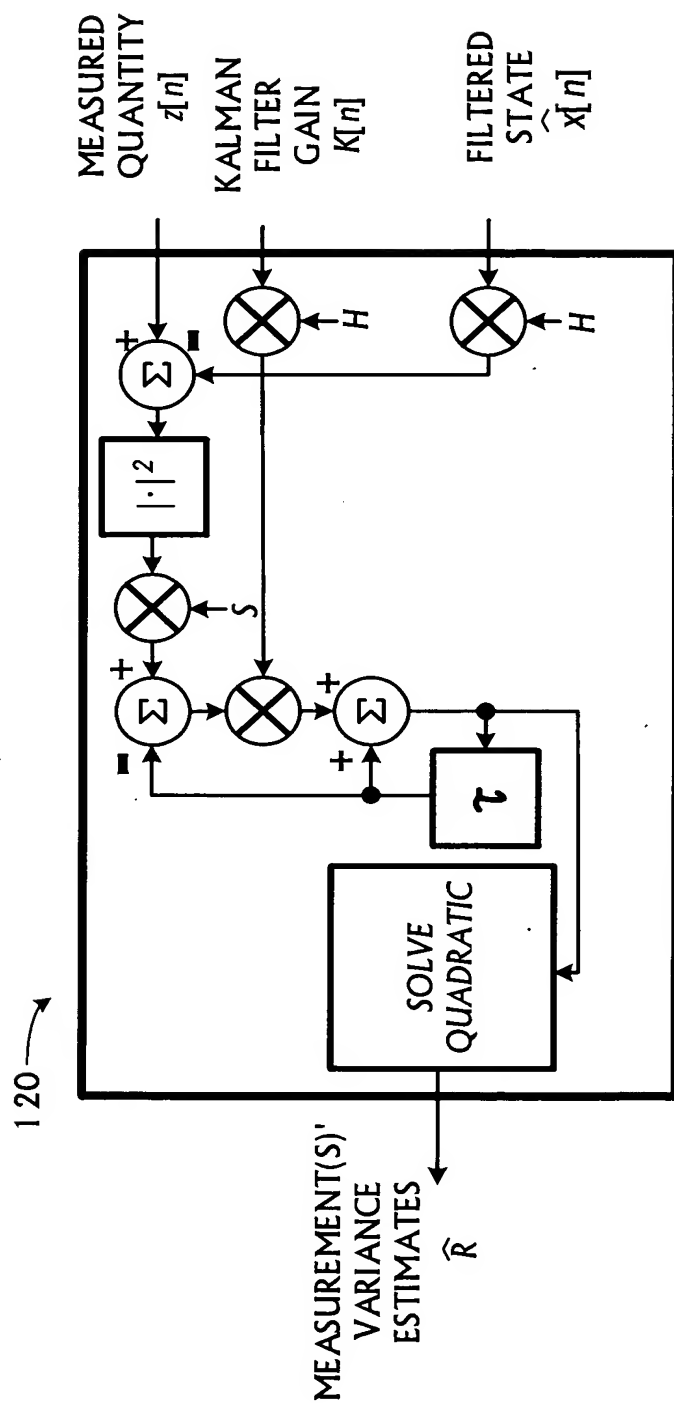 120
MEASURED
QUANTITY
z[n]
KALMAN
FILTER
GAIN
K[n]
FILTERED
STATE
x̂[n]
+
−
Σ
H
H
|·|²
S
+
−
Σ
+
+
Σ
τ
SOLVE
QUADRATIC
MEASUREMENT(S)'
VARIANCE
ESTIMATES
R̂